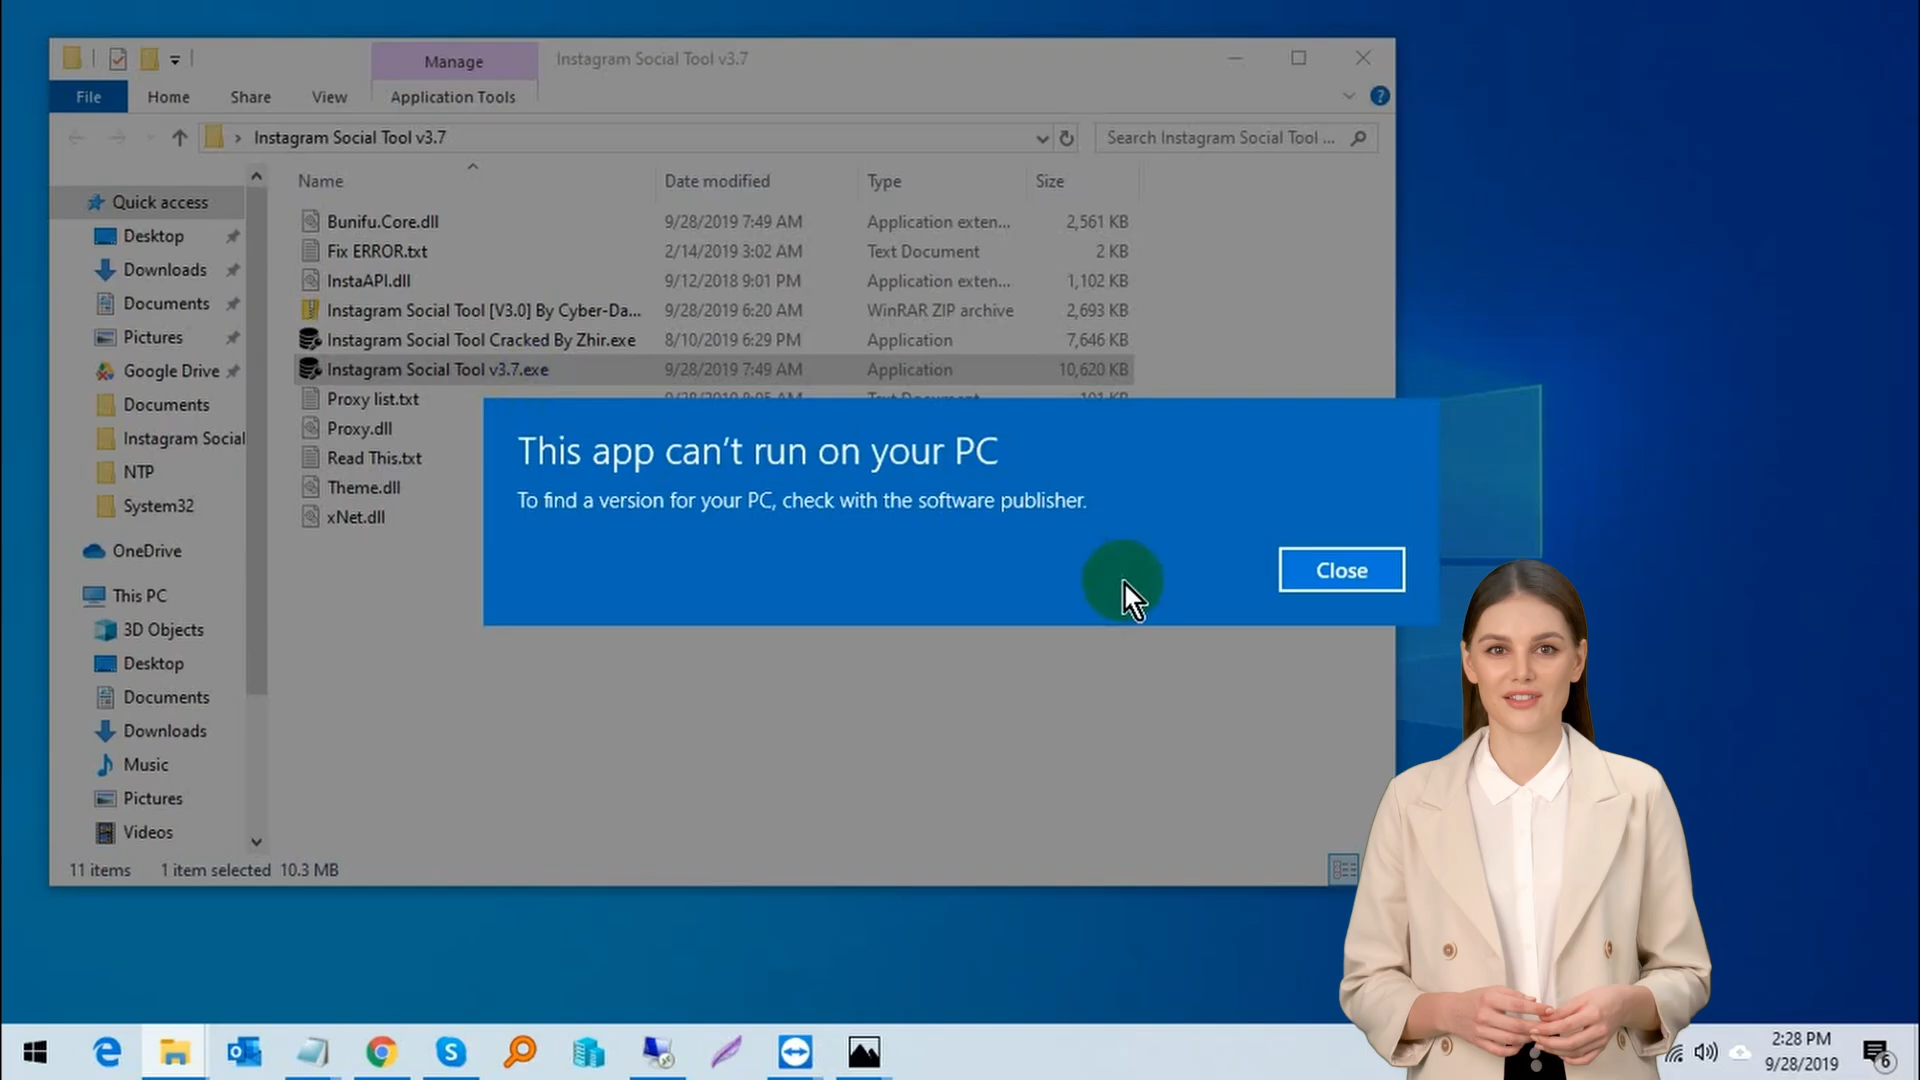 Manage
Instagram Social Tool v3.7
File
Home
Share
View
Application Tools
Instagram Social Tool v3.7
Search Instagram Social Tool ...
Name
Date modified
Type
Size
Bunifu.Core.dll 9/28/2019 7:49 AM Application exten... 2,561 KB
Fix ERROR.txt 2/14/2019 3:02 AM Text Document 2 KB
InstaAPI.dll 9/12/2018 9:01 PM Application exten... 1,102 KB
Instagram Social Tool [V3.0] By Cyber-Da... 9/28/2019 6:20 AM WinRAR ZIP archive 2,693 KB
Instagram Social Tool Cracked By Zhir.exe 8/10/2019 6:29 PM Application 7,646 KB
Instagram Social Tool v3.7.exe 9/28/2019 7:49 AM Application 10,620 KB
Proxy list.txt
Proxy.dll
Read This.txt
Theme.dll
xNet.dll
Quick access
Desktop
Downloads
Documents
Pictures
Google Drive
Documents
Instagram Social
NTP
System32
OneDrive
This PC
3D Objects
Desktop
Documents
Downloads
Music
Pictures
Videos
This app can't run on your PC
To find a version for your PC, check with the software publisher.
Close
11 items 1 item selected 10.3 MB
2:28 PM
9/28/2019
6